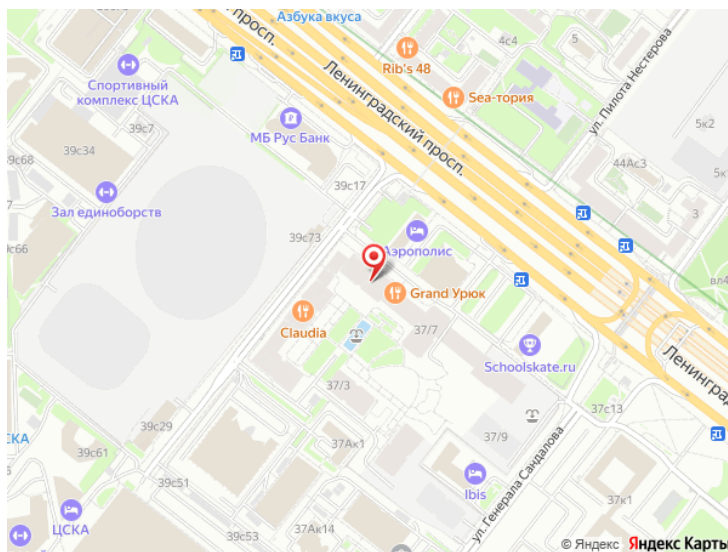 Азбука вкуса
просп.
4с4
5
Rib's 48
Спортивный
комплекс ЦСКА
Ленинградский просп.
Sea-тория
ул. Пилота Нестерова
5к2
39с7
МБ Рус Банк
39с34
39с68
44Ас3
39с17
Зал единоборств
3
39с73
39с66
Аэрополис
Grand Урюк
Claudia
37/7
Schoolskate.ru
37/3
37с13
39с29
ЦСКА
37Ак1
37/9
39с61
ул. Генерала Сандалова
39с51
Ibis
37к1
ЦСКА
37Ак14
39с53
© Яндекс Яндекс Карты